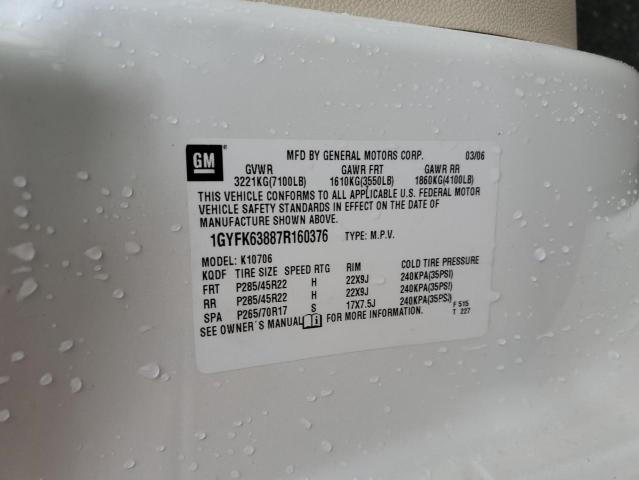 GM
MFD BY GENERAL MOTORS CORP. 03/06
GVWR GAWR FRT GAWR RR
3221KG(7100LB) 1610KG(3550LB) 1860KG(4100LB)
THIS VEHICLE CONFORMS TO ALL APPLICABLE U.S. FEDERAL MOTOR
VEHICLE SAFETY STANDARDS IN EFFECT ON THE DATE OF
MANUFACTURE SHOWN ABOVE.
1GYFK63887R160376 TYPE: M.P.V.
MODEL: K10706
KQDF TIRE SIZE SPEED RTG RIM COLD TIRE PRESSURE
FRT P285/45R22 H 22X9J 240KPA(35PSI)
RR P285/45R22 H 22X9J 240KPA(35PSI)
SPA P265/70R17 S 17X7.5J 240KPA(35PSI)
SEE OWNER'S MANUAL i FOR MORE INFORMATION. F 515
T 227